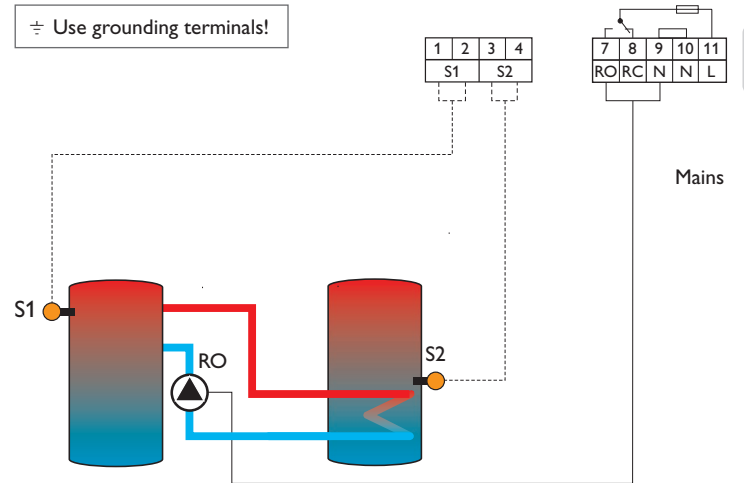 ⏚ Use grounding terminals!
1 2 3 4
S1 S2
7 8 9 10 11
RO RC N N L
Mains
S1
RO
S2